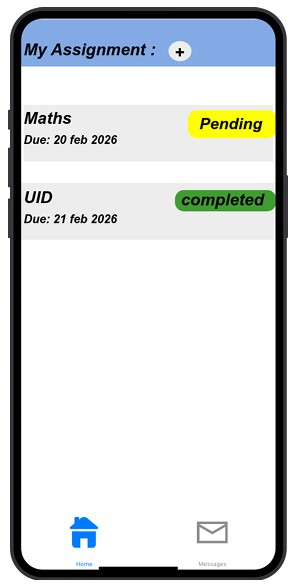 My Assignment : +
Maths
Pending
Due: 20 feb 2026
UID
completed
Due: 21 feb 2026
Home
Messages